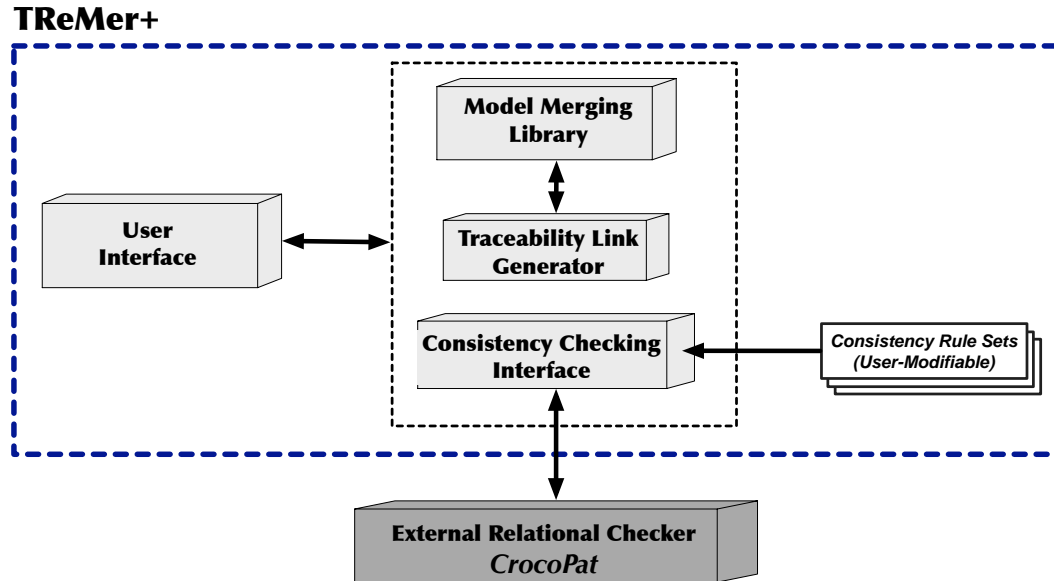 TReMer+
Model Merging
Library
User
Interface
Traceability Link
Generator
Consistency Checking
Interface
Consistency Rule Sets
(User-Modifiable)
External Relational Checker
CrocoPat